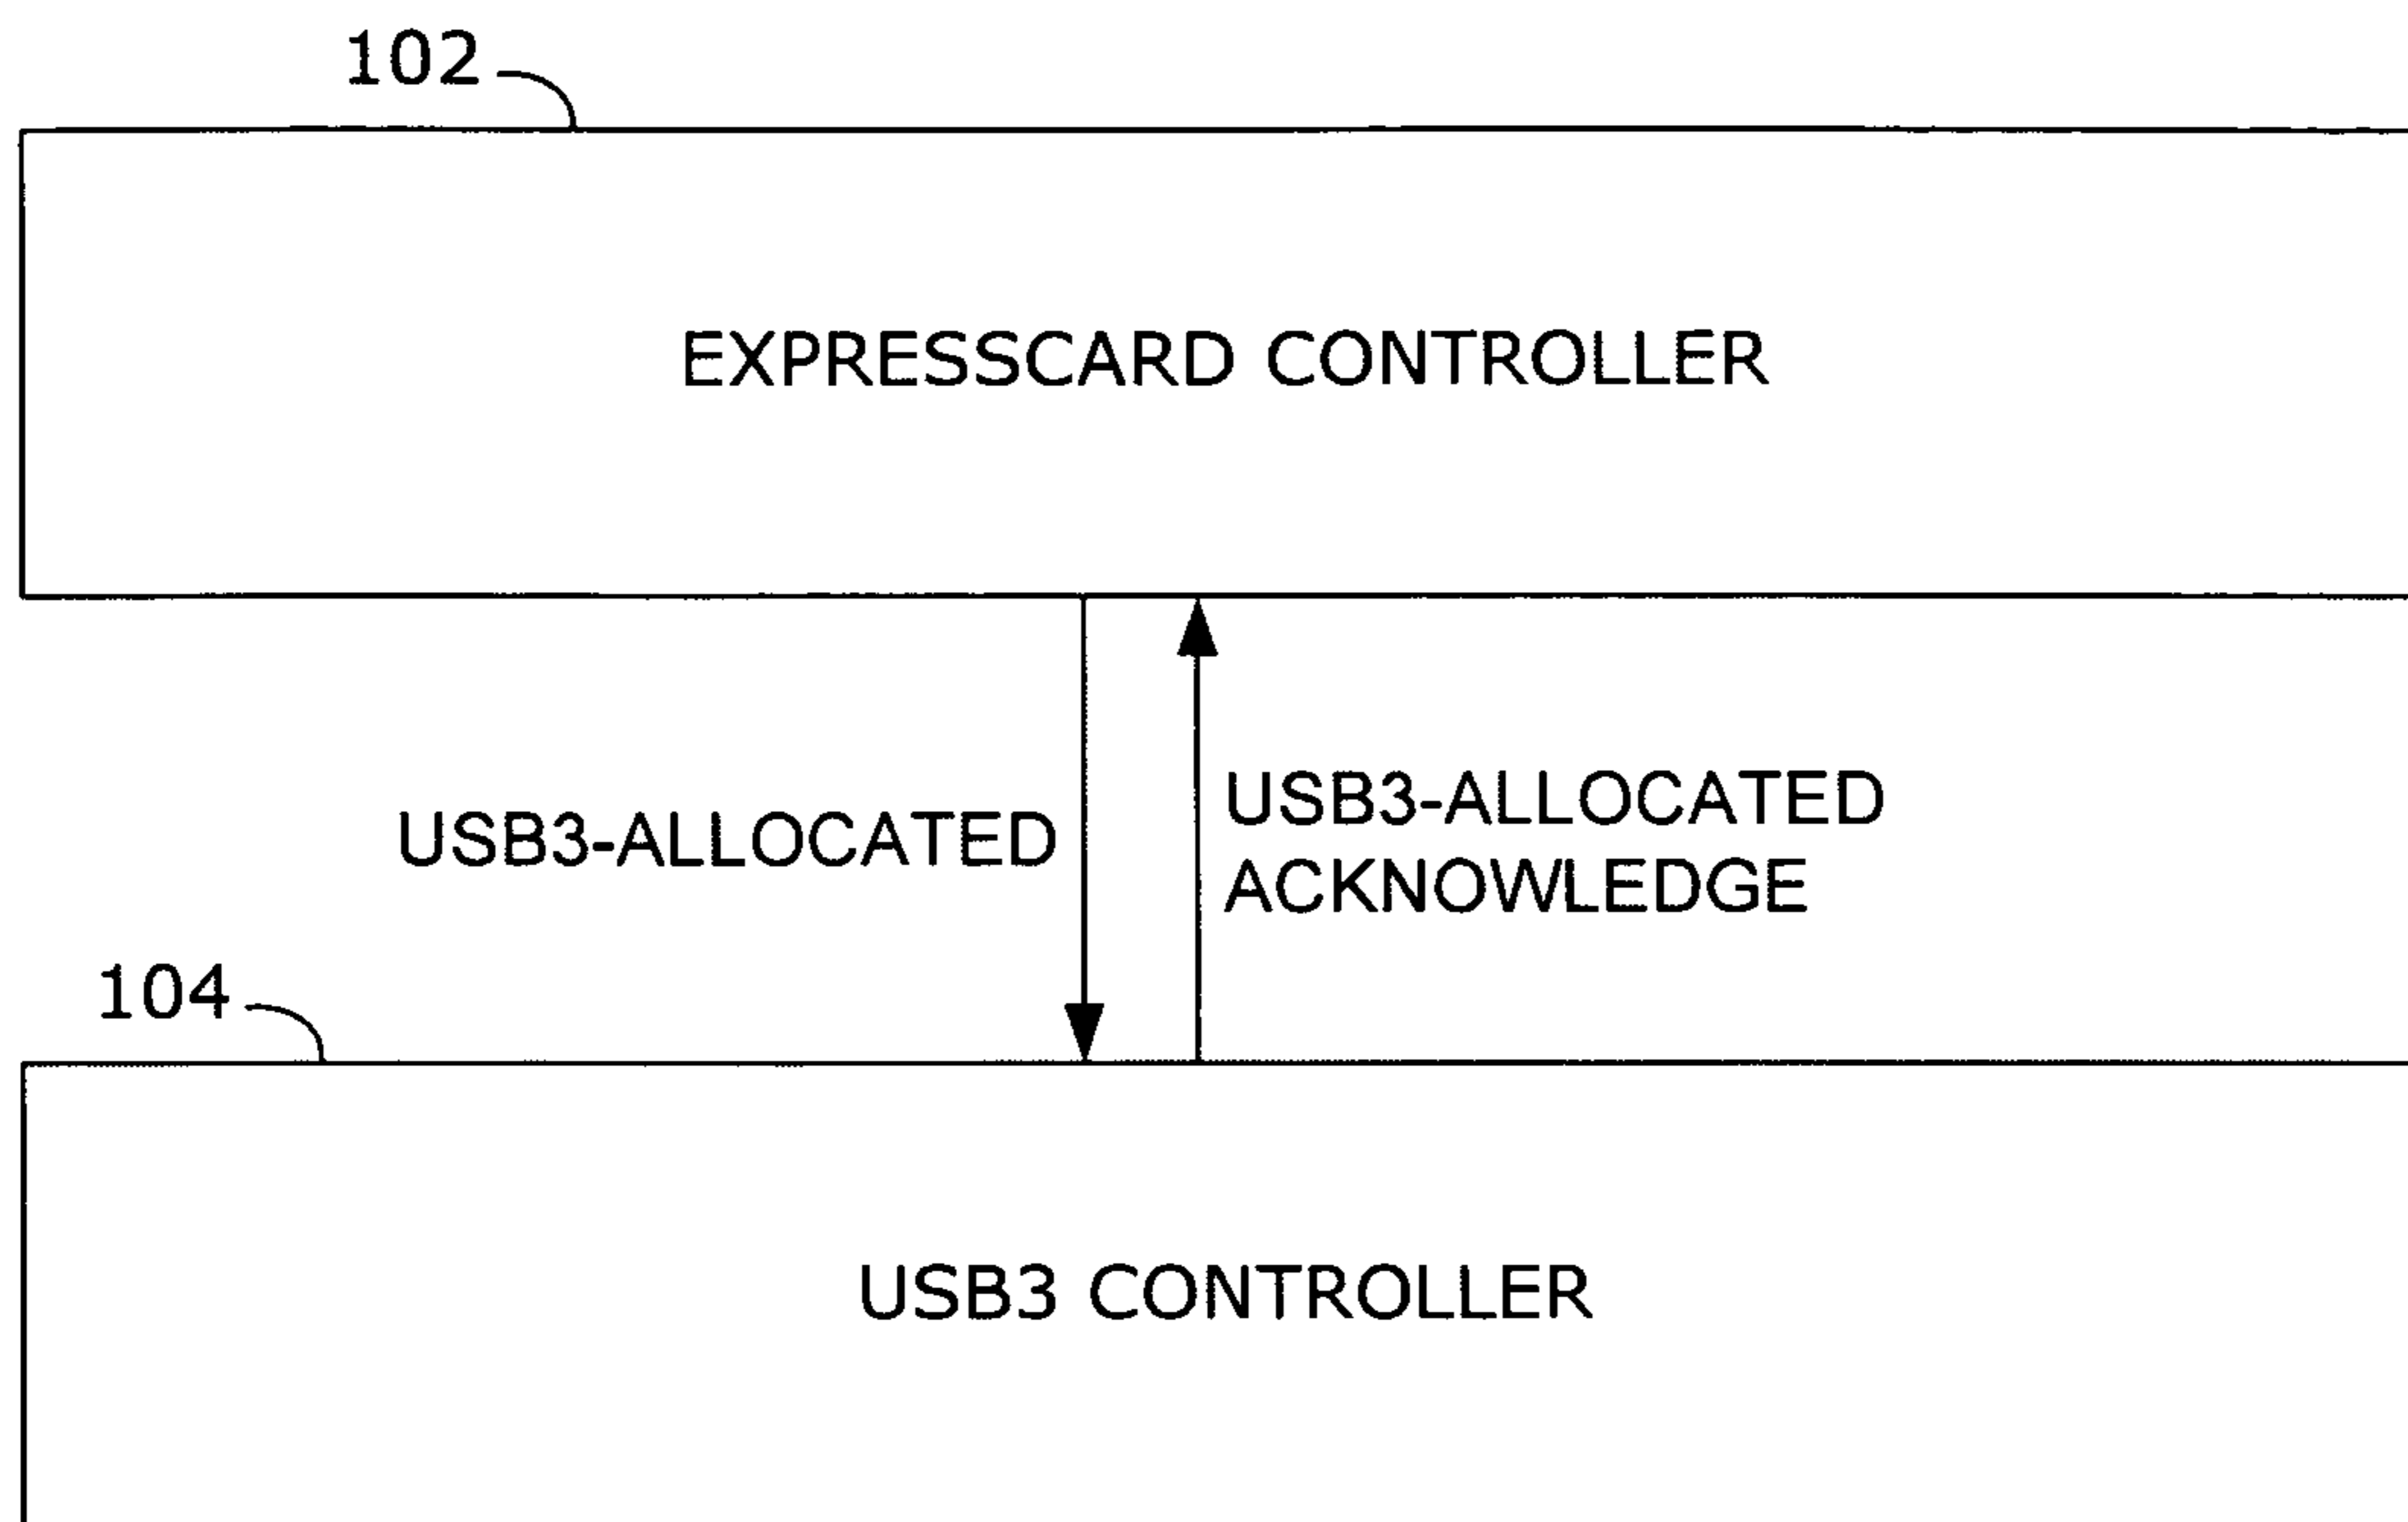 102
EXPRESSCARD CONTROLLER
USB3-ALLOCATED
USB3-ALLOCATED
ACKNOWLEDGE
104
USB3 CONTROLLER